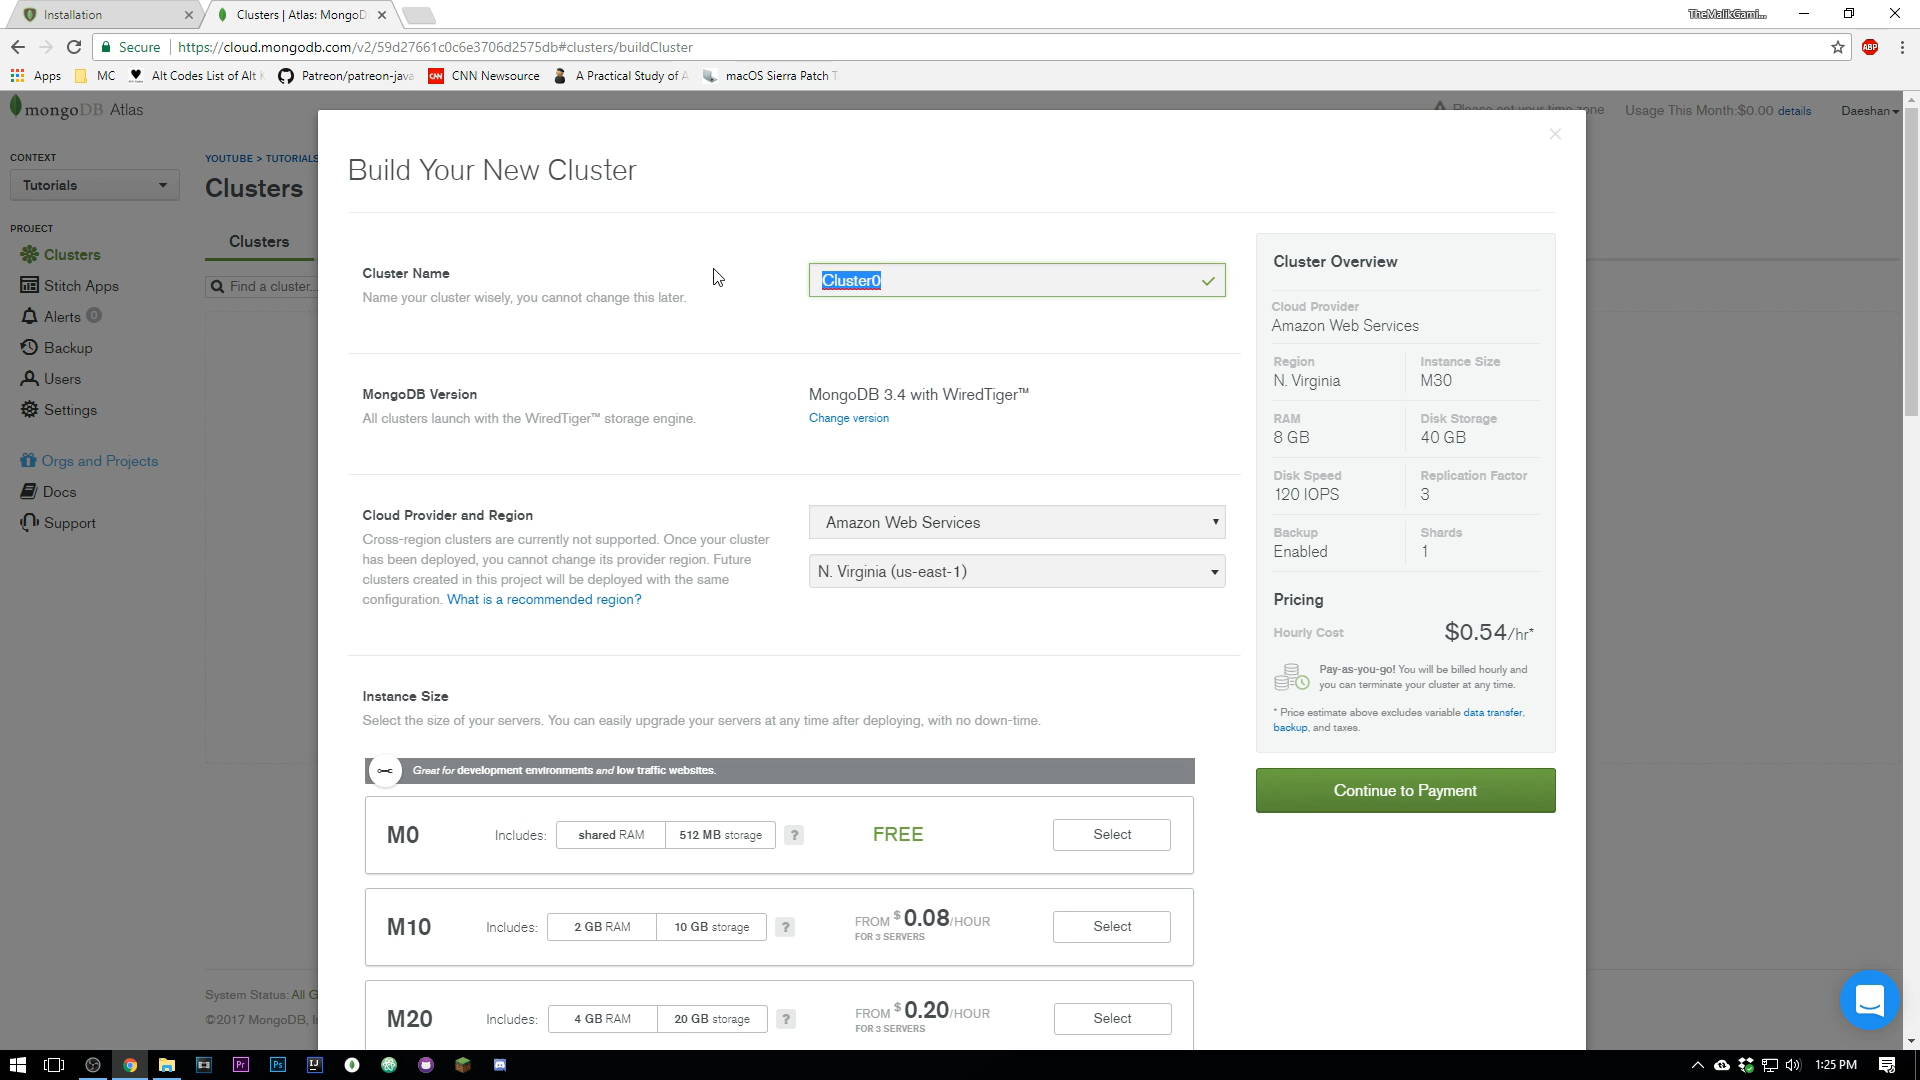 Installation
Clusters | Atlas: MongoD
TheMalikGami...
Secure
https://cloud.mongodb.com/v2/59d27661c0c6e3706d2575db#clusters/buildCluster
ABP
Apps
MC
Alt Codes List of Alt
Patreon/patreon-java
CNN
CNN Newsource
A Practical Study of A
macOS Sierra Patch T
mongoDB Atlas
Please set your time zone
Usage This Month:$0.00 details
Daeshan
CONTEXT
Tutorials
YOUTUBE > TUTORIALS
Clusters
PROJECT
Clusters
Stitch Apps
Alerts 0
Backup
Users
Settings
Orgs and Projects
Docs
Support
Clusters
Find a cluster...
System Status: All G
©2017 MongoDB, I
Build Your New Cluster
Cluster Name
Name your cluster wisely, you cannot change this later.
Cluster0
MongoDB Version
All clusters launch with the WiredTiger™ storage engine.
MongoDB 3.4 with WiredTiger™
Change version
Cloud Provider and Region
Cross-region clusters are currently not supported. Once your cluster
has been deployed, you cannot change its provider region. Future
clusters created in this project will be deployed with the same
configuration. What is a recommended region?
Amazon Web Services
N. Virginia (us-east-1)
Instance Size
Select the size of your servers. You can easily upgrade your servers at any time after deploying, with no down-time.
Great for development environments and low traffic websites.
M0
Includes:
shared RAM
512 MB storage
?
FREE
Select
M10
Includes:
2 GB RAM
10 GB storage
?
FROM $0.08/HOUR
FOR 3 SERVERS
Select
M20
Includes:
4 GB RAM
20 GB storage
?
FROM $0.20/HOUR
FOR 3 SERVERS
Select
Cluster Overview
Cloud Provider
Amazon Web Services
Region
N. Virginia
Instance Size
M30
RAM
8 GB
Disk Storage
40 GB
Disk Speed
120 IOPS
Replication Factor
3
Backup
Enabled
Shards
1
Pricing
Hourly Cost
$0.54/hr*
Pay-as-you-go! You will be billed hourly and
you can terminate your cluster at any time.
* Price estimate above excludes variable data transfer,
backup, and taxes.
Continue to Payment
Pr
Ps
IJ
1:25 PM